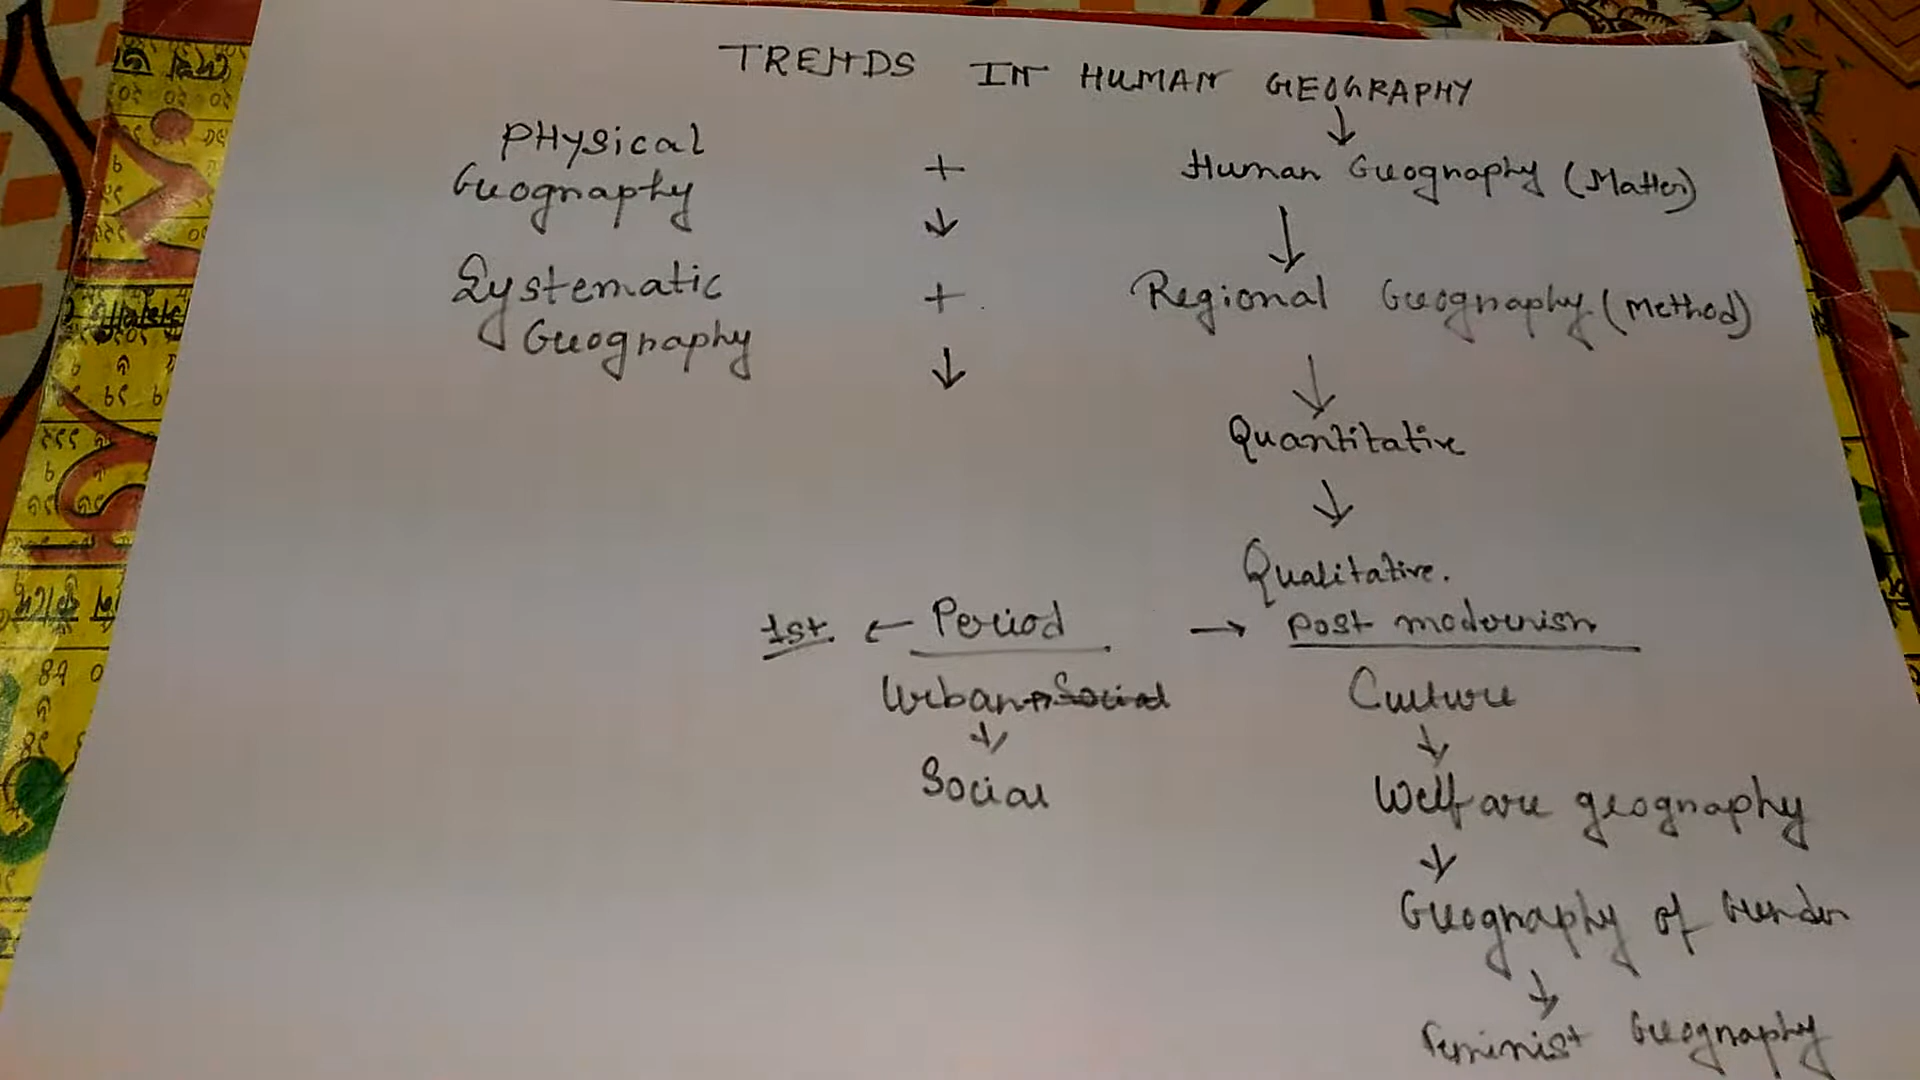 TRENDS IN HUMAN GEOGRAPHY
↓
PHysical Geography + Human Geography (Matter)
↓ ↓
Systematic Geography + Regional Geography (Method)
↓ ↓
Quantitative
↓
Qualitative.
1st ← Period → Post modernism
Urban + Social Culture
↓ ↓
Social Welfare geography
↓
Geography of Gender
↓
Feminist Geography